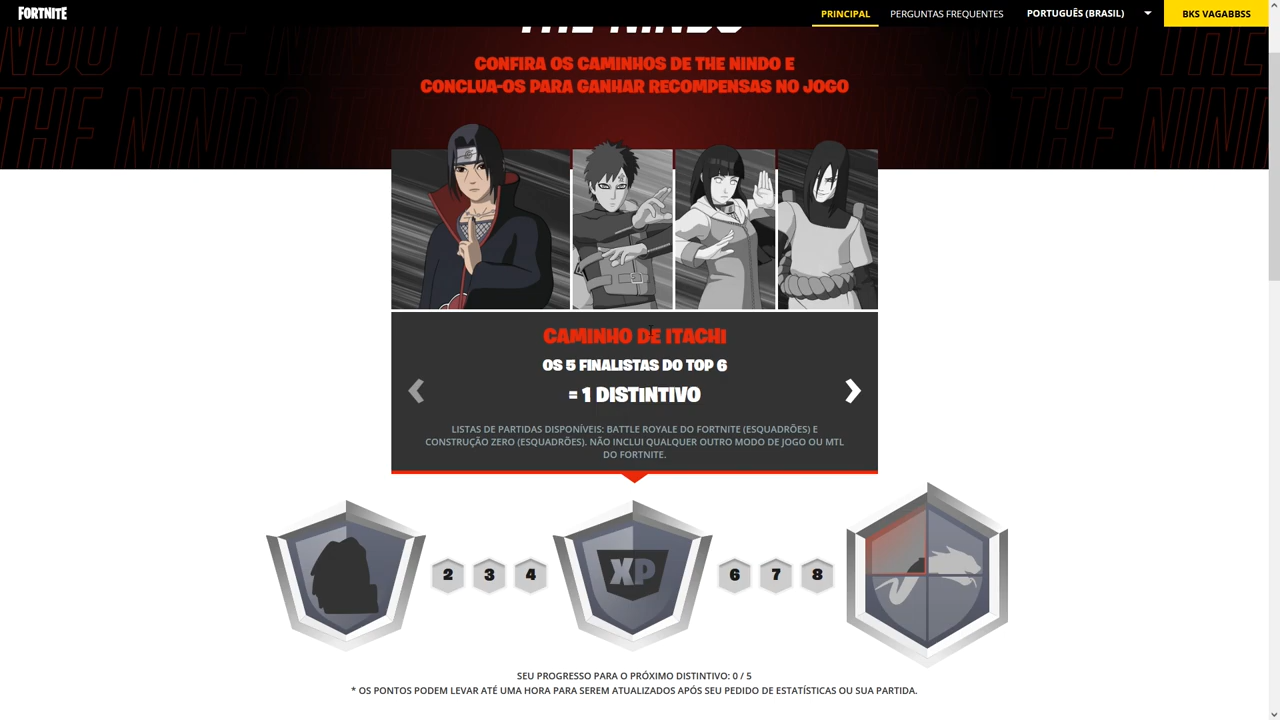 FORTNITE
PRINCIPAL
PERGUNTAS FREQUENTES
PORTUGUÊS (BRASIL)
BKS VAGABBSS
THE NINDO
CONFIRA OS CAMINHOS DE THE NINDO E
CONCLUA-OS PARA GANHAR RECOMPENSAS NO JOGO
CAMINHO DE ITACHI
OS 5 FINALISTAS DO TOP 6
= 1 DISTINTIVO
LISTAS DE PARTIDAS DISPONÍVEIS: BATTLE ROYALE DO FORTNITE (ESQUADRÕES) E
CONSTRUÇÃO ZERO (ESQUADRÕES). NÃO INCLUI QUALQUER OUTRO MODO DE JOGO OU MTL
DO FORTNITE.
2 3 4 XP 6 7 8
SEU PROGRESSO PARA O PRÓXIMO DISTINTIVO: 0 / 5
* OS PONTOS PODEM LEVAR ATÉ UMA HORA PARA SEREM ATUALIZADOS APÓS SEU PEDIDO DE ESTATÍSTICAS OU SUA PARTIDA.